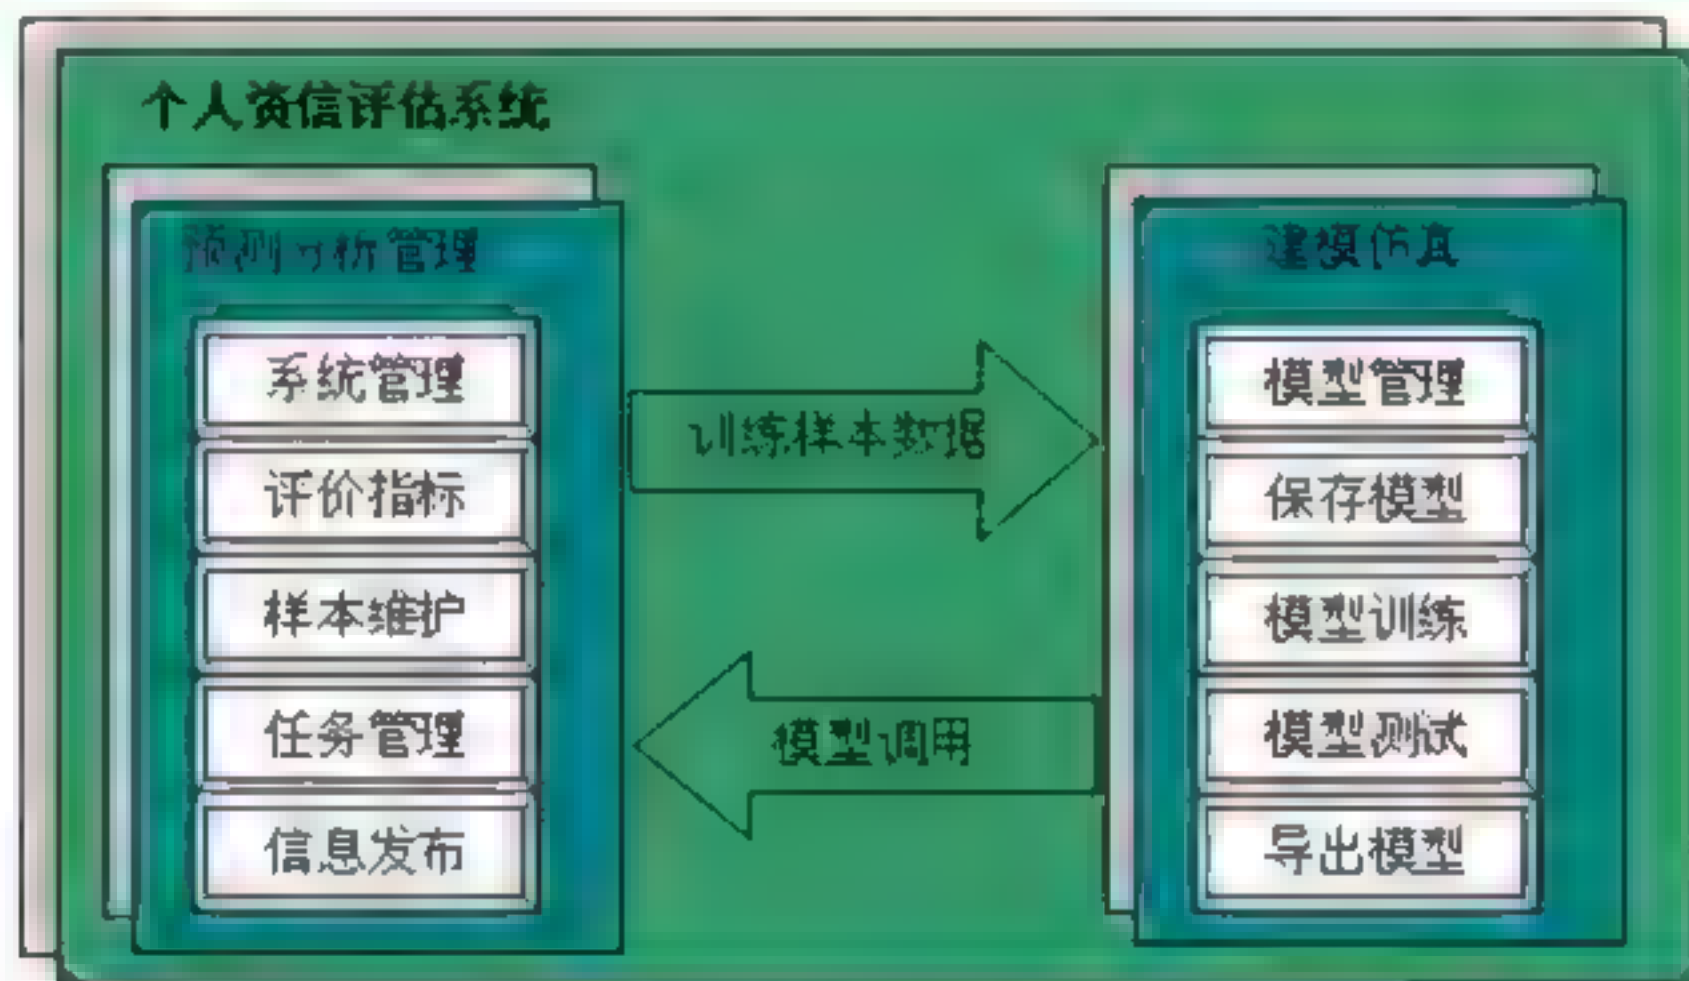 个人资信评估系统
预测分析管理
系统管理
评价指标
样本维护
任务管理
信息发布
训练样本数据
模型调用
建模仿真
模型管理
保存模型
模型训练
模型测试
导出模型